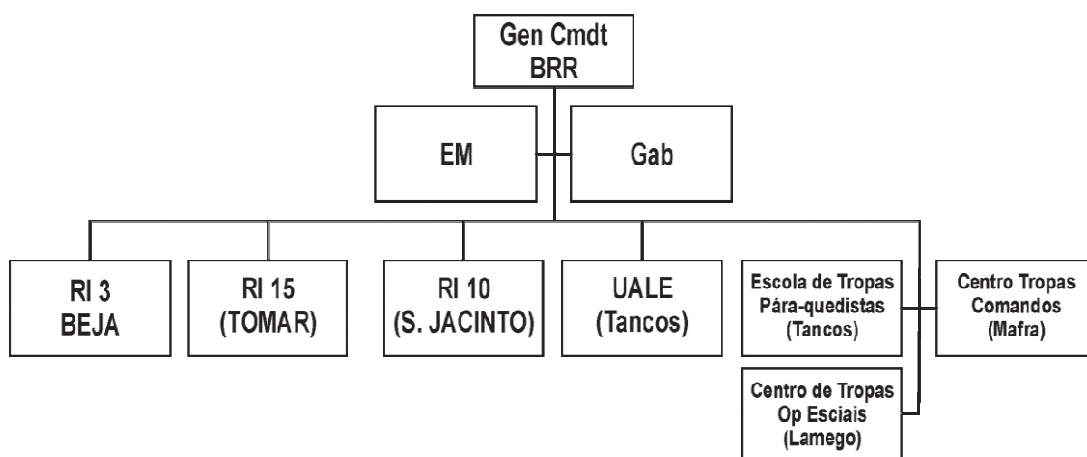 Gen Cmdt
BRR
EM
Gab
RI 3
BEJA
RI 15
(TOMAR)
RI 10
(S. JACINTO)
UALE
(Tancos)
Escola de Tropas
Pára-quedistas
(Tancos)
Centro Tropas
Comandos
(Mafra)
Centro de Tropas
Op Esciais
(Lamego)